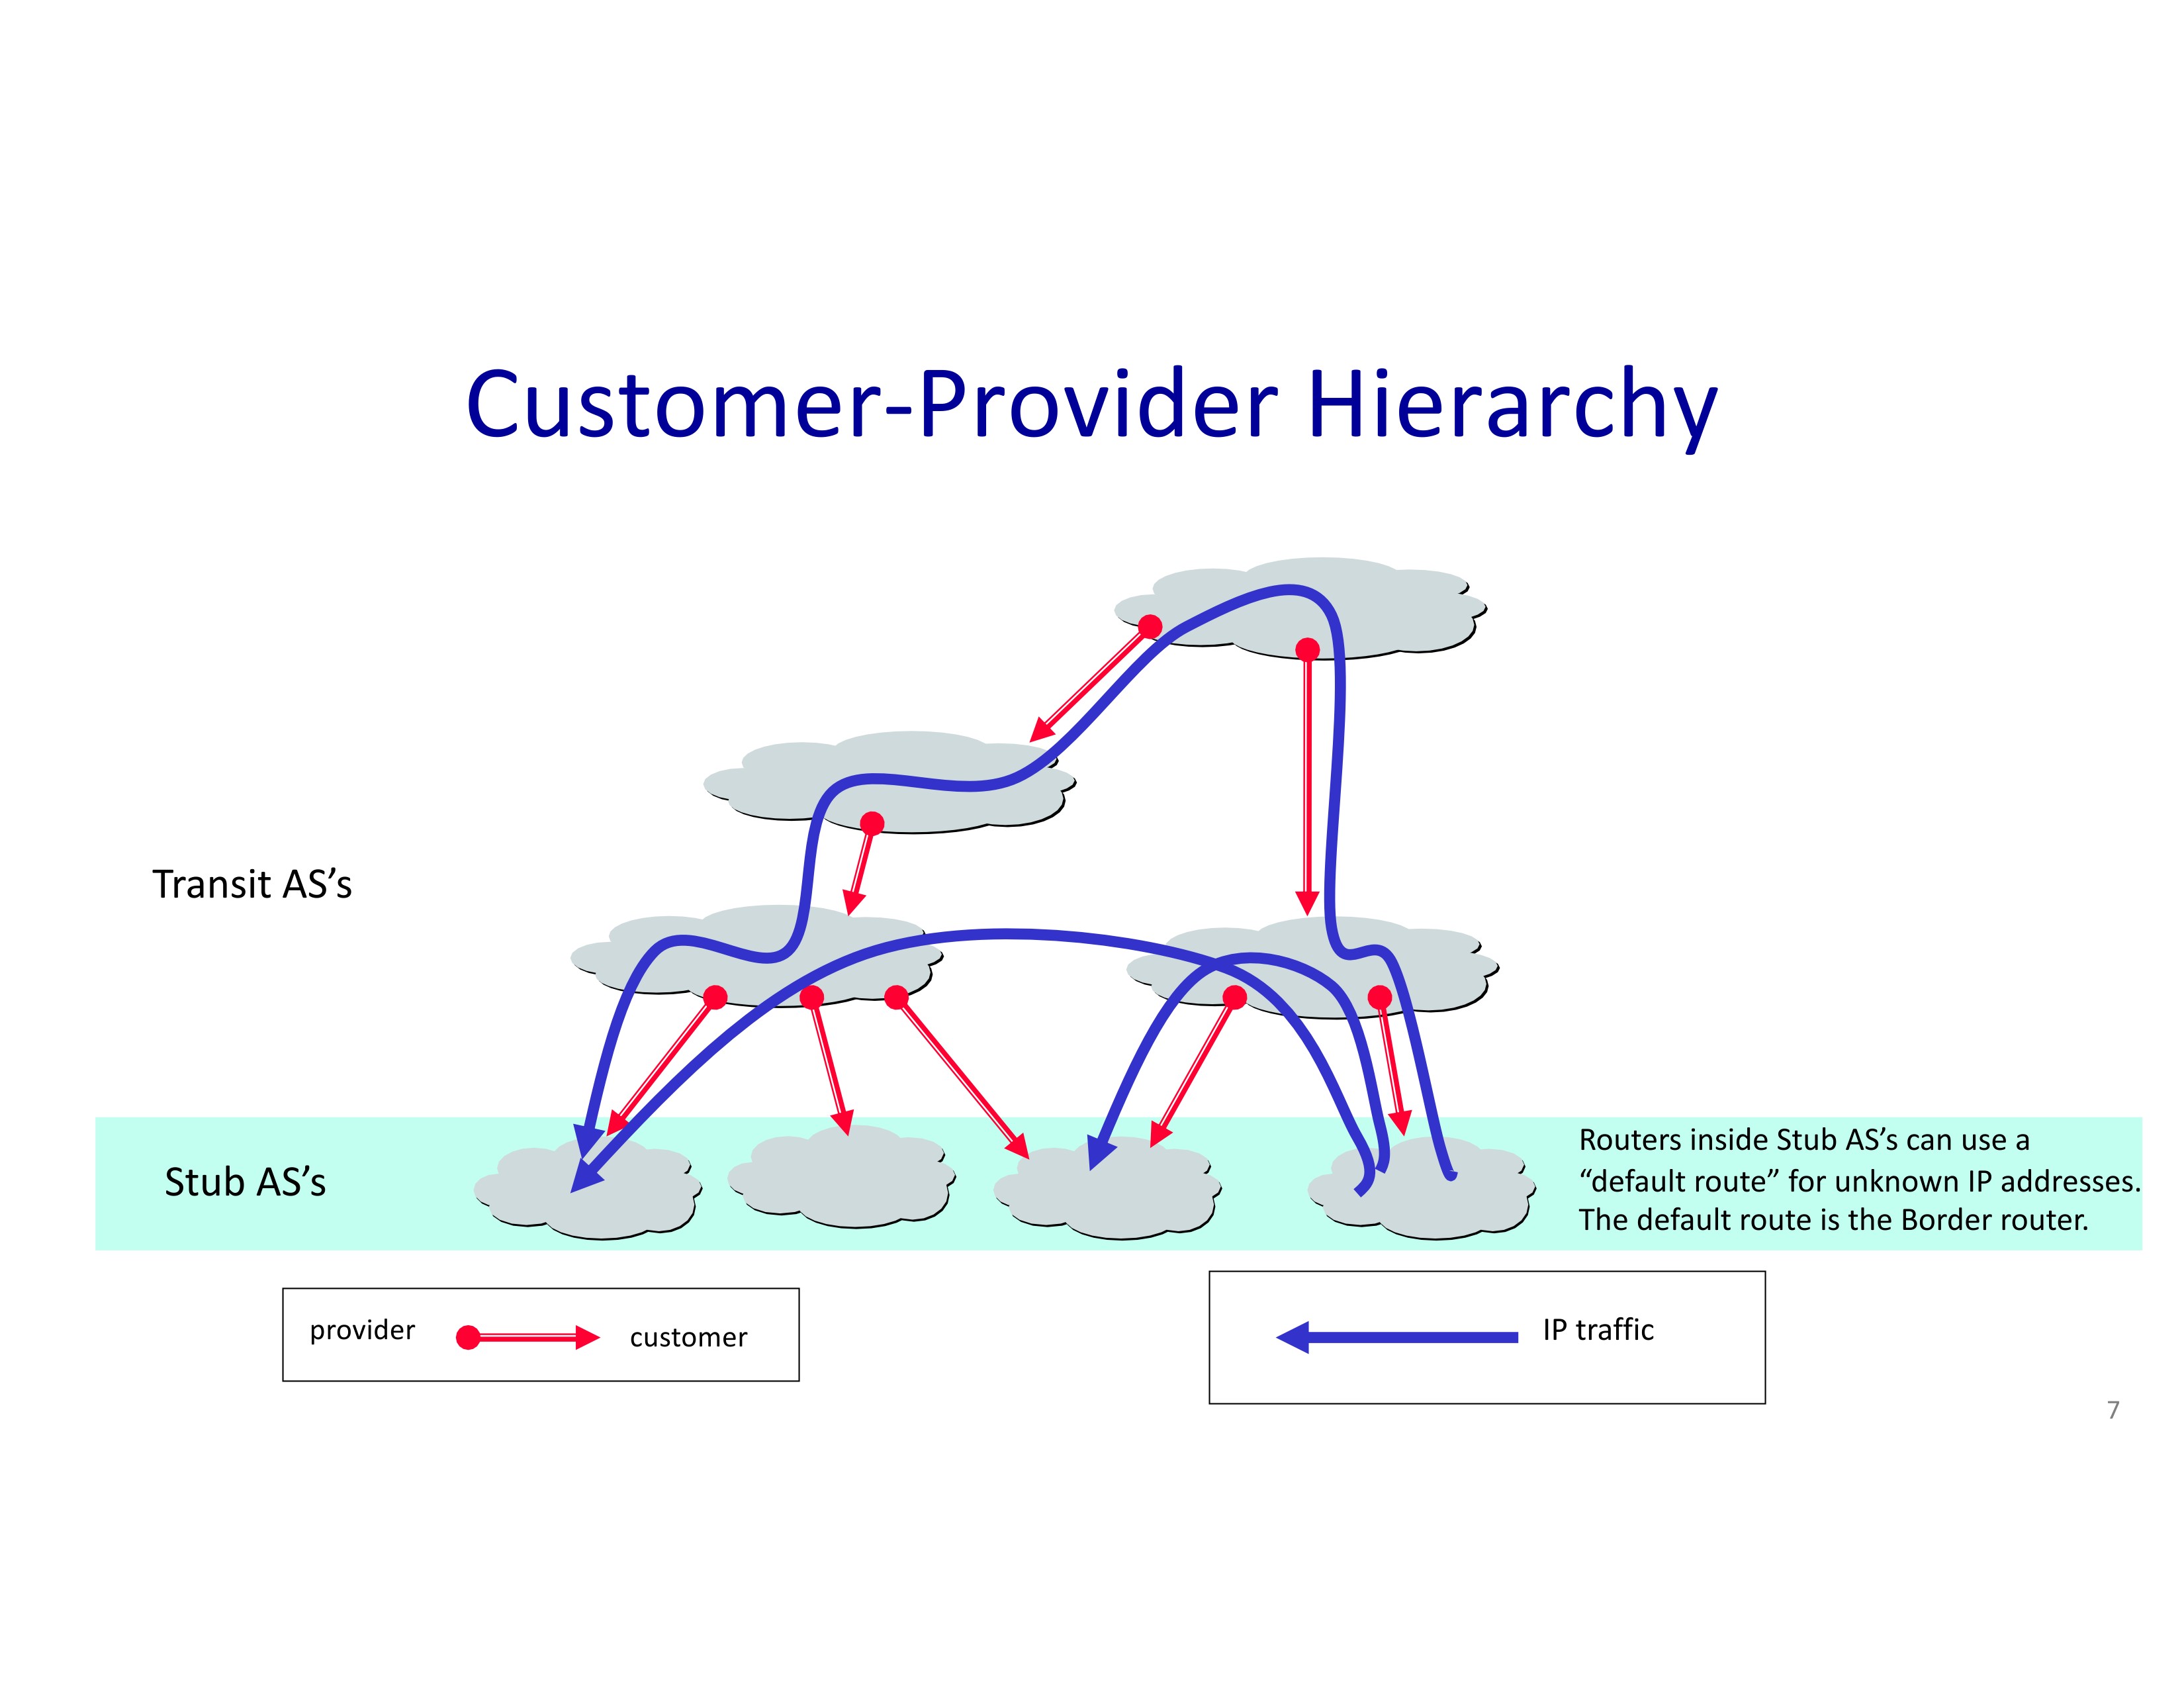 Customer-Provider Hierarchy
Transit AS’s
Stub AS’s
Routers inside Stub AS’s can use a
“default route” for unknown IP addresses.
The default route is the Border router.
provider
customer
IP traffic
7